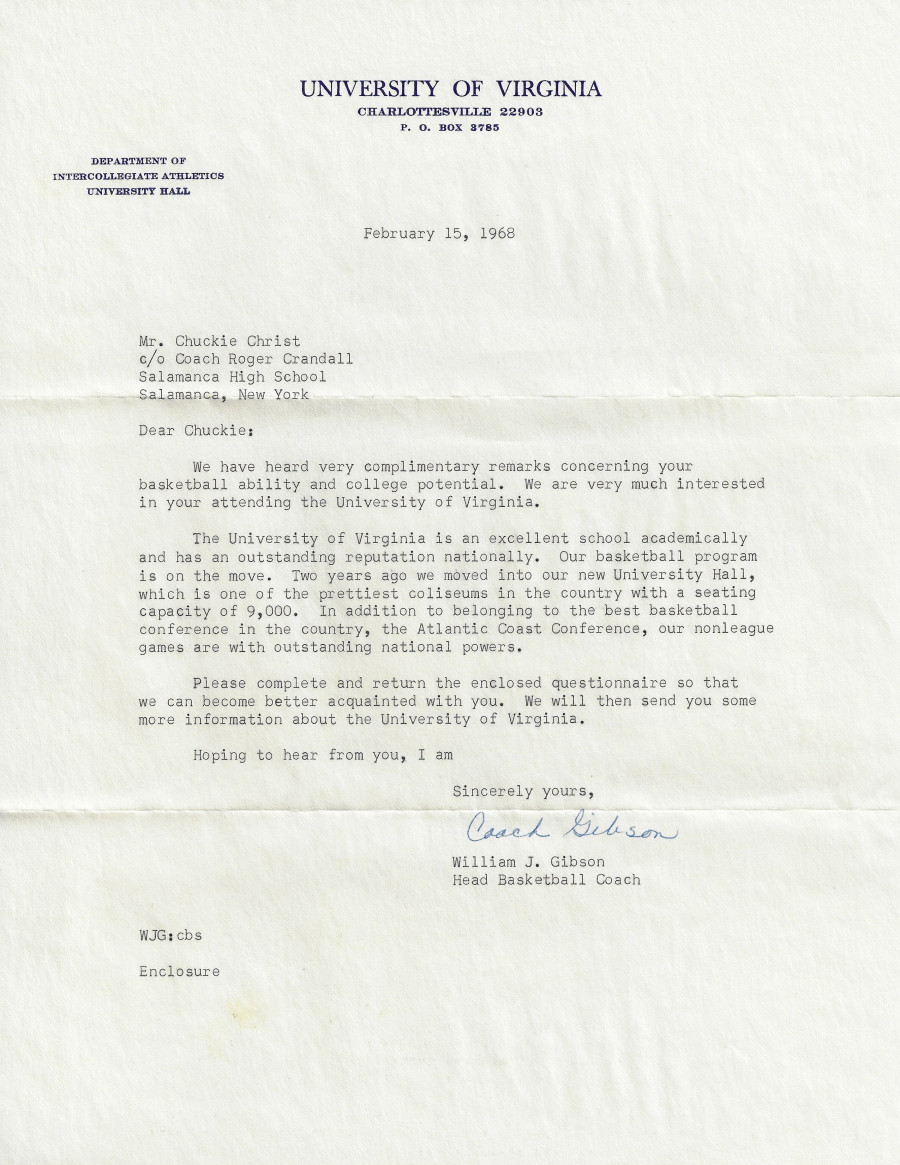 UNIVERSITY OF VIRGINIA
CHARLOTTESVILLE 22903
P. O. BOX 3785
DEPARTMENT OF
INTERCOLLEGIATE ATHLETICS
UNIVERSITY HALL
February 15, 1968
Mr. Chuckie Christ
c/o Coach Roger Crandall
Salamanca High School
Salamanca, New York
Dear Chuckie:
We have heard very complimentary remarks concerning your
basketball ability and college potential. We are very much interested
in your attending the University of Virginia.
The University of Virginia is an excellent school academically
and has an outstanding reputation nationally. Our basketball program
is on the move. Two years ago we moved into our new University Hall,
which is one of the prettiest coliseums in the country with a seating
capacity of 9,000. In addition to belonging to the best basketball
conference in the country, the Atlantic Coast Conference, our nonleague
games are with outstanding national powers.
Please complete and return the enclosed questionnaire so that
we can become better acquainted with you. We will then send you some
more information about the University of Virginia.
Hoping to hear from you, I am
Sincerely yours,
Coach Gibson
William J. Gibson
Head Basketball Coach
WJG:cbs
Enclosure